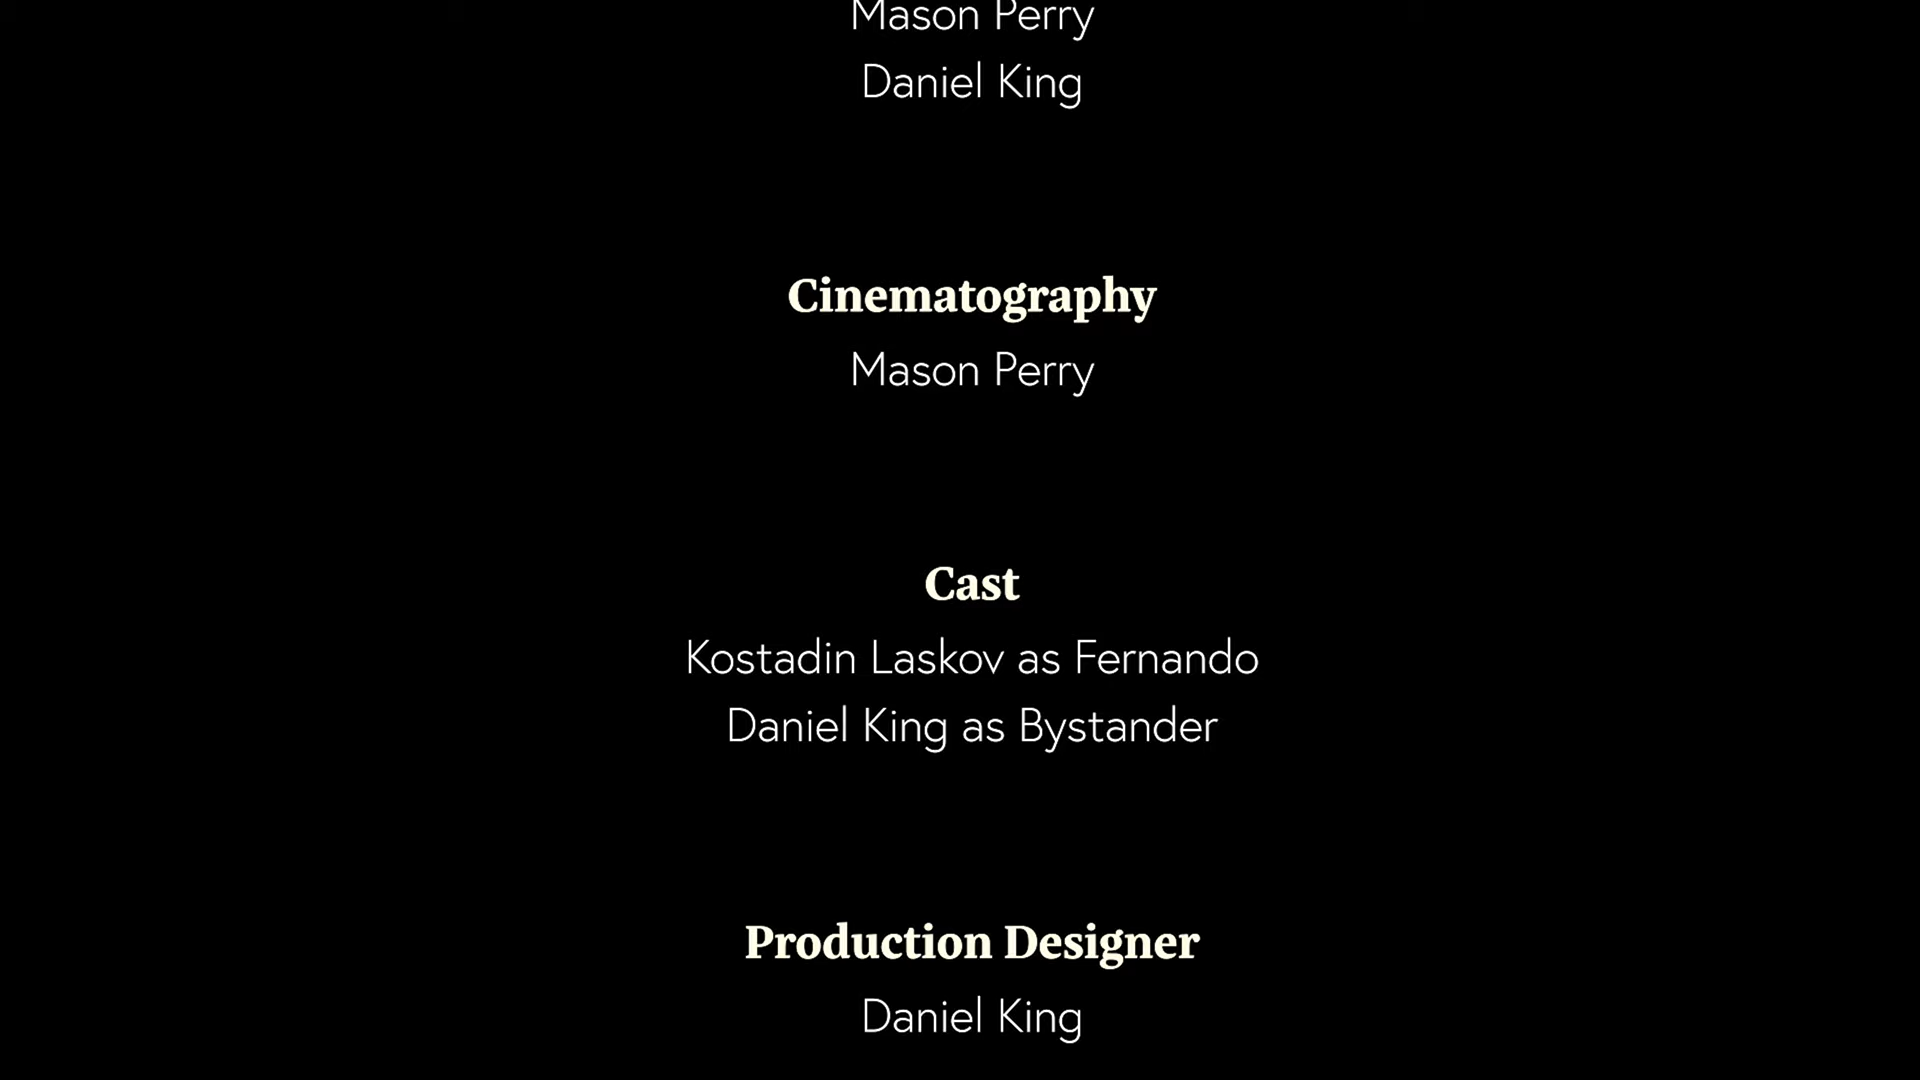 Mason Perry
Daniel King
Cinematography
Mason Perry
Cast
Kostadin Laskov as Fernando
Daniel King as Bystander
Production Designer
Daniel King